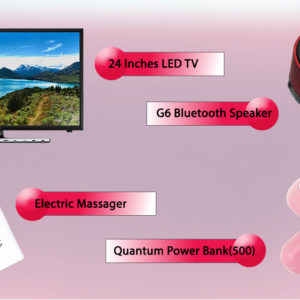 24 Inches LED TV
G6 Bluetooth Speaker
Electric Massager
Quantum Power Bank(500)